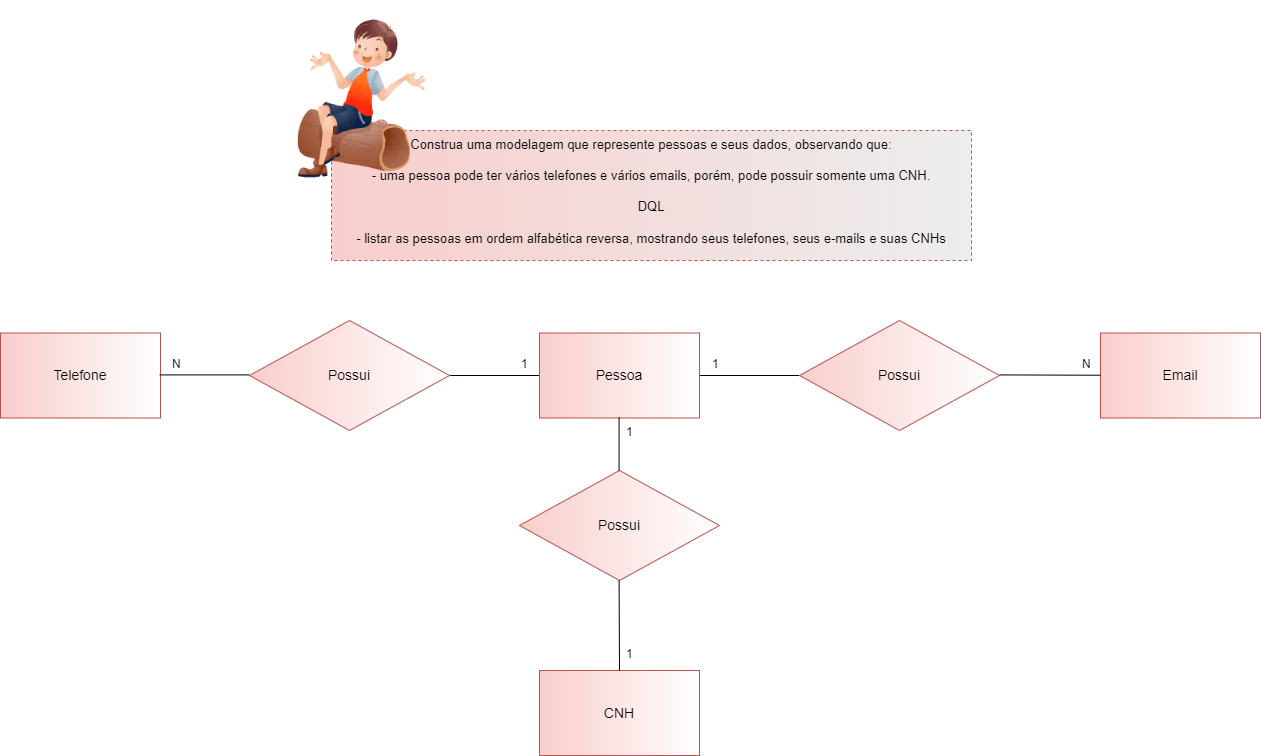 Construa uma modelagem que represente pessoas e seus dados, observando que:
- uma pessoa pode ter vários telefones e vários emails, porém, pode possuir somente uma CNH.
DQL
- listar as pessoas em ordem alfabética reversa, mostrando seus telefones, seus e-mails e suas CNHs
Telefone
N
Possui
1
Pessoa
1
Possui
N
Email
1
Possui
1
CNH